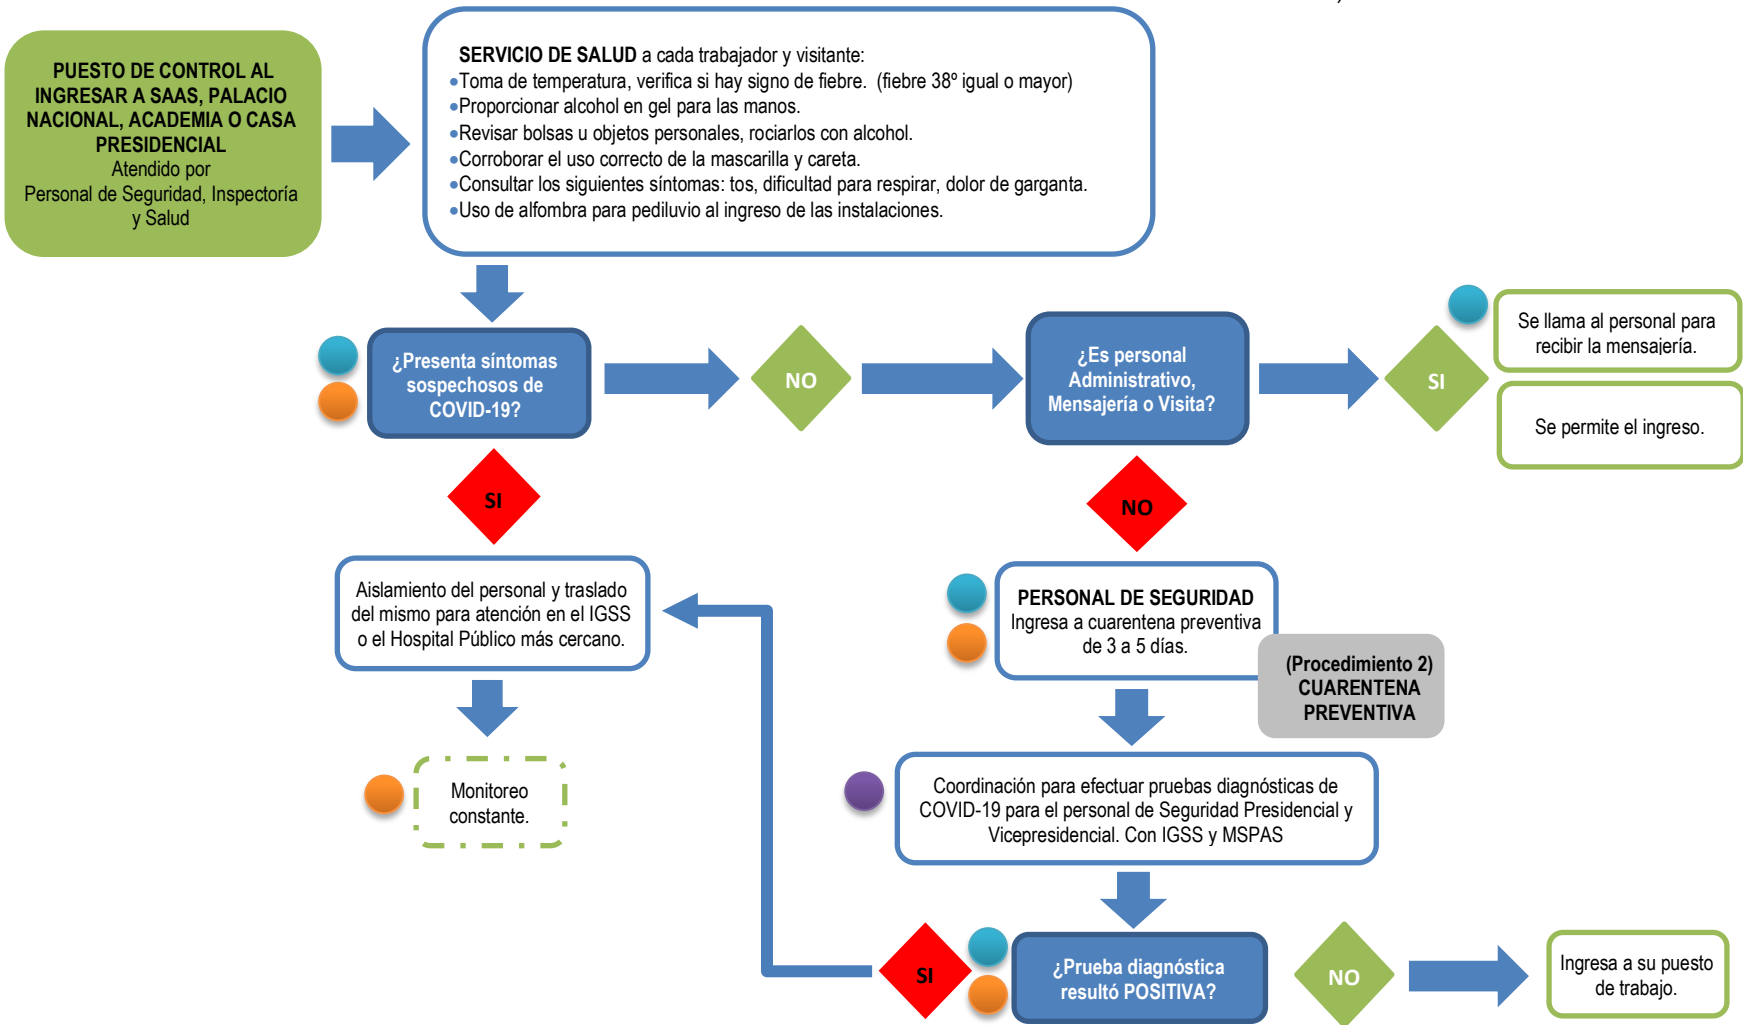 PUESTO DE CONTROL AL
INGRESAR A SAAS, PALACIO
NACIONAL, ACADEMIA O CASA
PRESIDENCIAL
Atendido por
Personal de Seguridad, Inspectoría
y Salud
SERVICIO DE SALUD a cada trabajador y visitante:
•Toma de temperatura, verifica si hay signo de fiebre. (fiebre 38º igual o mayor)
•Proporcionar alcohol en gel para las manos.
•Revisar bolsas u objetos personales, rociarlos con alcohol.
•Corroborar el uso correcto de la mascarilla y careta.
•Consultar los siguientes síntomas: tos, dificultad para respirar, dolor de garganta.
•Uso de alfombra para pediluvio al ingreso de las instalaciones.
¿Presenta síntomas
sospechosos de
COVID-19?
NO
¿Es personal
Administrativo,
Mensajería o Visita?
SI
Se llama al personal para
recibir la mensajería.
Se permite el ingreso.
SI
NO
Aislamiento del personal y traslado
del mismo para atención en el IGSS
o el Hospital Público más cercano.
PERSONAL DE SEGURIDAD
Ingresa a cuarentena preventiva
de 3 a 5 días.
(Procedimiento 2)
CUARENTENA
PREVENTIVA
Monitoreo
constante.
Coordinación para efectuar pruebas diagnósticas de
COVID-19 para el personal de Seguridad Presidencial y
Vicepresidencial. Con IGSS y MSPAS
SI
¿Prueba diagnóstica
resultó POSITIVA?
NO
Ingresa a su puesto
de trabajo.